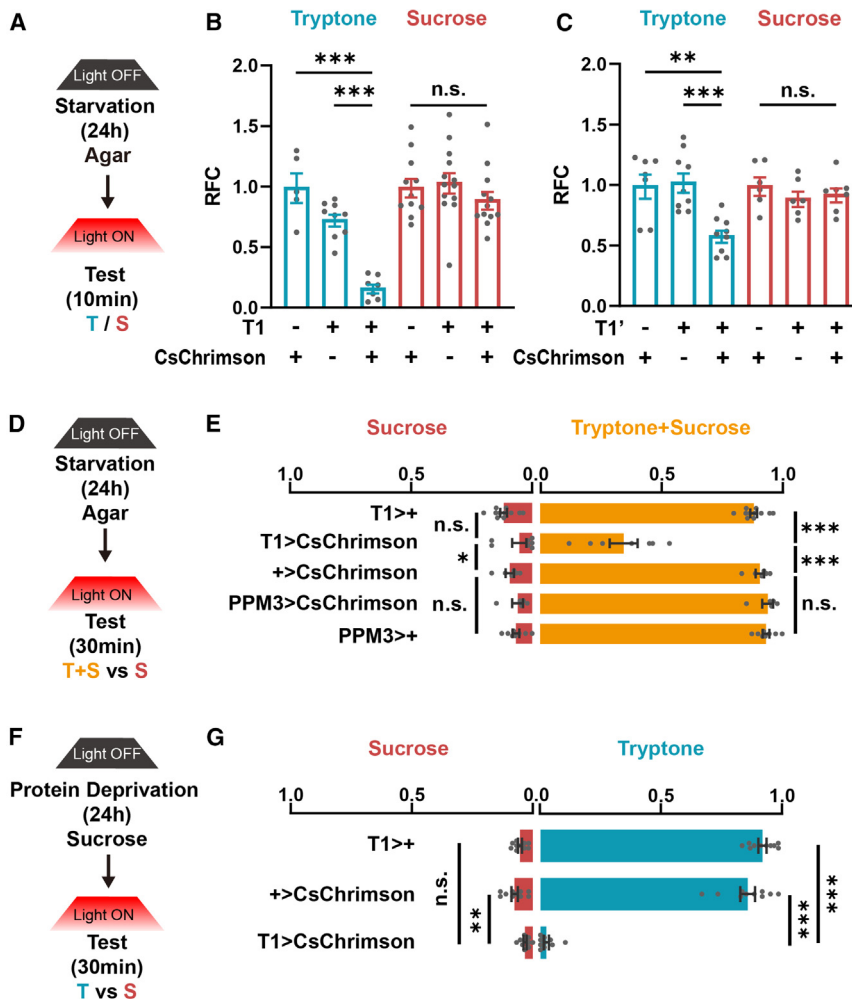 A
Light OFF
Starvation
(24h)
Agar
Light ON
Test
(10min)
T / S
B
Tryptone Sucrose
***
***
n.s.
2.0
1.5
1.0
0.5
0.0
RFC
T1 - + + - + +
CsChrimson + - + + - +
C
Tryptone Sucrose
**
***
n.s.
2.0
1.5
1.0
0.5
0.0
RFC
T1' - + + - + +
CsChrimson + - + + - +
D
Light OFF
Starvation
(24h)
Agar
Light ON
Test
(30min)
T+S vs S
E
Sucrose Tryptone+Sucrose
1.0 0.5 0.0 0.5 1.0
T1>+
T1>CsChrimson
+>CsChrimson
PPM3>CsChrimson
PPM3>+
n.s.
*
n.s.
***
***
n.s.
F
Light OFF
Protein Deprivation
(24h)
Sucrose
Light ON
Test
(30min)
T vs S
G
Sucrose Tryptone
1.0 0.5 0.0 0.0 0.5 1.0
T1>+
+>CsChrimson
T1>CsChrimson
n.s.
**
***
***